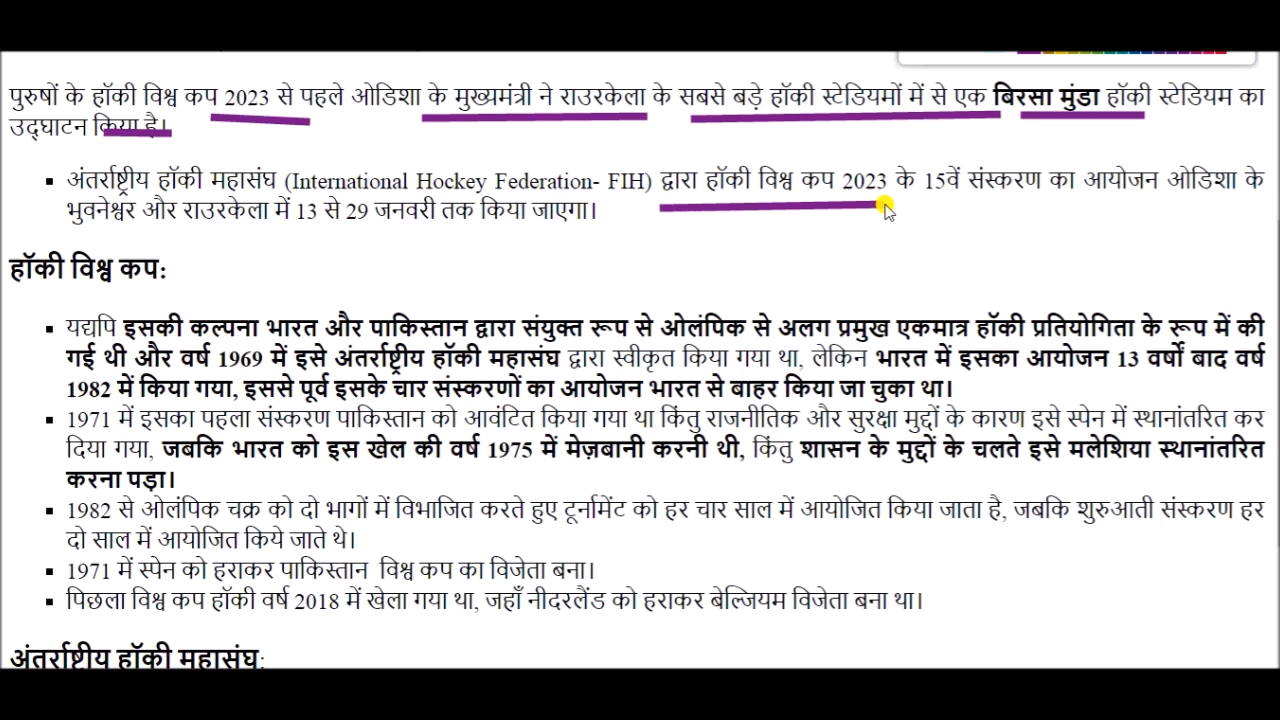 पुरुषों के हॉकी विश्व कप 2023 से पहले ओडिशा के मुख्यमंत्री ने राउरकेला के सबसे बड़े हॉकी स्टेडियमों में से एक बिरसा मुंडा हॉकी स्टेडियम का
उद्घाटन किया है।
▪ अंतर्राष्ट्रीय हॉकी महासंघ (International Hockey Federation- FIH) द्वारा हॉकी विश्व कप 2023 के 15वें संस्करण का आयोजन ओडिशा के
भुवनेश्वर और राउरकेला में 13 से 29 जनवरी तक किया जाएगा।
हॉकी विश्व कप:
▪ यद्यपि इसकी कल्पना भारत और पाकिस्तान द्वारा संयुक्त रूप से ओलंपिक से अलग प्रमुख एकमात्र हॉकी प्रतियोगिता के रूप में की
गई थी और वर्ष 1969 में इसे अंतर्राष्ट्रीय हॉकी महासंघ द्वारा स्वीकृत किया गया था, लेकिन भारत में इसका आयोजन 13 वर्षों बाद वर्ष
1982 में किया गया, इससे पूर्व इसके चार संस्करणों का आयोजन भारत से बाहर किया जा चुका था।
▪ 1971 में इसका पहला संस्करण पाकिस्तान को आवंटित किया गया था किंतु राजनीतिक और सुरक्षा मुद्दों के कारण इसे स्पेन में स्थानांतरित कर
दिया गया, जबकि भारत को इस खेल की वर्ष 1975 में मेज़बानी करनी थी, किंतु शासन के मुद्दों के चलते इसे मलेशिया स्थानांतरित
करना पड़ा।
▪ 1982 से ओलंपिक चक्र को दो भागों में विभाजित करते हुए टूर्नामेंट को हर चार साल में आयोजित किया जाता है, जबकि शुरुआती संस्करण हर
दो साल में आयोजित किये जाते थे।
▪ 1971 में स्पेन को हराकर पाकिस्तान विश्व कप का विजेता बना।
▪ पिछला विश्व कप हॉकी वर्ष 2018 में खेला गया था, जहाँ नीदरलैंड को हराकर बेल्जियम विजेता बना था।
अंतर्राष्ट्रीय हॉकी महासंघ: